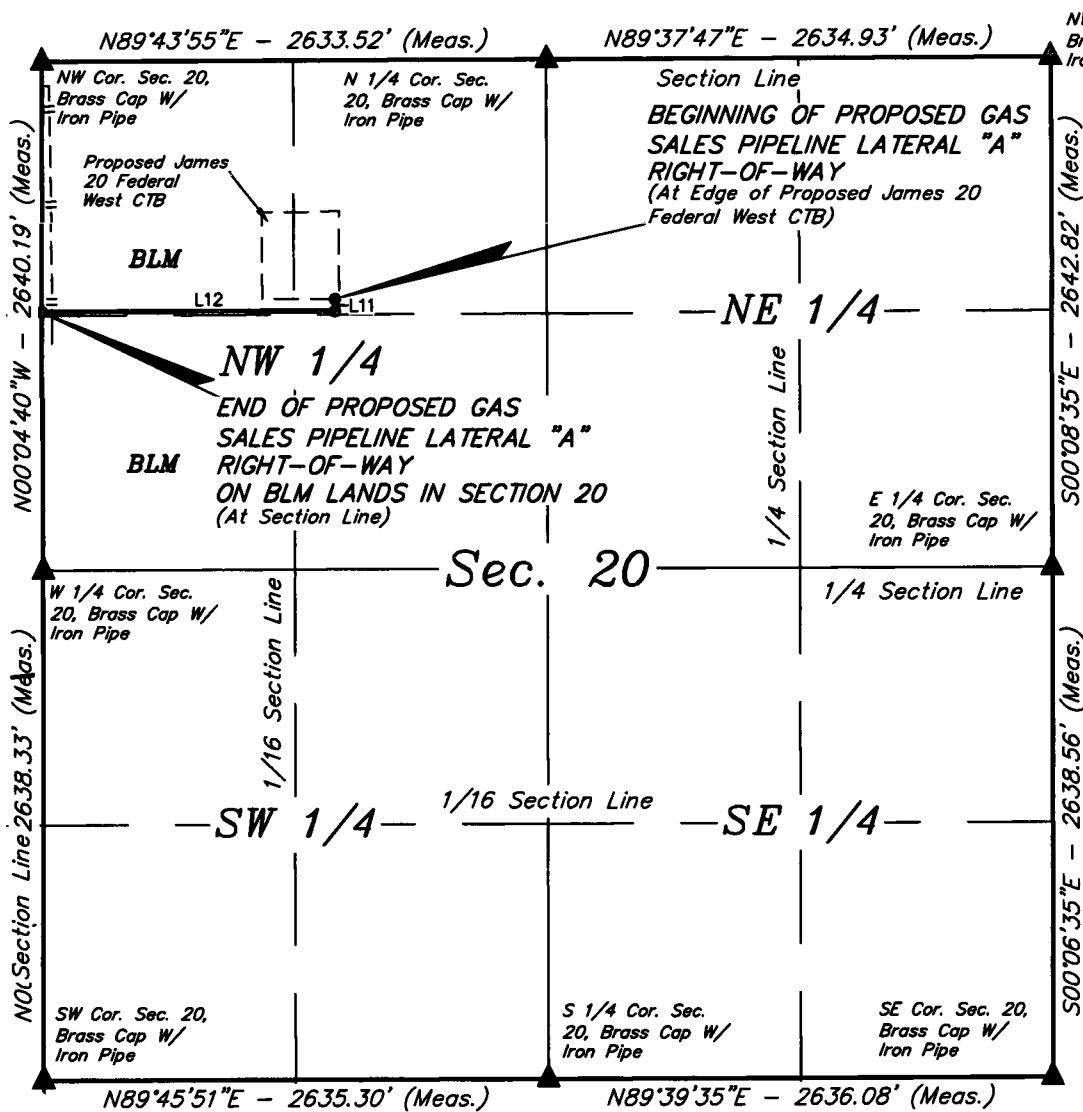 N89°43'55"E - 2633.52' (Meas.)
N89°37'47"E - 2634.93' (Meas.)
Br
Iro
NW Cor. Sec. 20,
Brass Cap W/
Iron Pipe
N 1/4 Cor. Sec.
20, Brass Cap W/
Iron Pipe
Section Line
BEGINNING OF PROPOSED GAS
SALES PIPELINE LATERAL "A"
RIGHT-OF-WAY
(At Edge of Proposed James 20
Federal West CTB)
Proposed James
20 Federal
West CTB
BLM
L12
L11
N00°04'40"W - 2640.19' (Meas.)
S00°08'35"E - 2642.82' (Meas.)
NW 1/4
NE 1/4
END OF PROPOSED GAS
SALES PIPELINE LATERAL "A"
RIGHT-OF-WAY
ON BLM LANDS IN SECTION 20
(At Section Line)
BLM
1/4 Section Line
E 1/4 Cor. Sec.
20, Brass Cap W/
Iron Pipe
Sec. 20
1/4 Section Line
W 1/4 Cor. Sec.
20, Brass Cap W/
Iron Pipe
1/16 Section Line
Section Line 2638.33' (Meas.)
S00°06'35"E - 2638.56' (Meas.)
1/16 Section Line
SW 1/4
SE 1/4
SW Cor. Sec. 20,
Brass Cap W/
Iron Pipe
S 1/4 Cor. Sec.
20, Brass Cap W/
Iron Pipe
SE Cor. Sec. 20,
Brass Cap W/
Iron Pipe
N89°45'51"E - 2635.30' (Meas.)
N89°39'35"E - 2636.08' (Meas.)